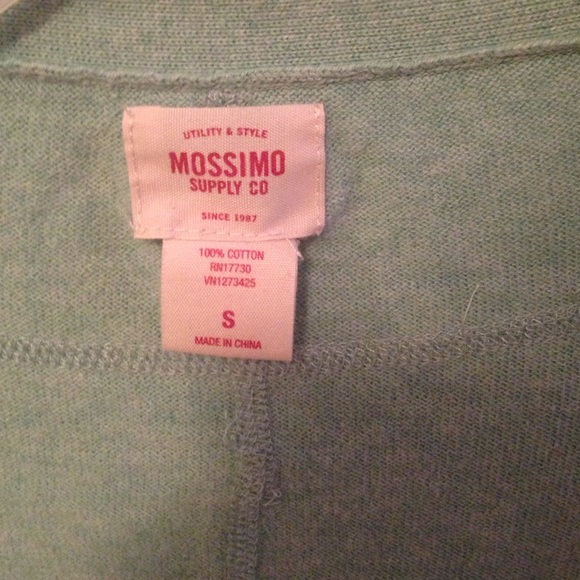 UTILITY & STYLE
MOSSIMO
SUPPLY CO
SINCE 1987
100% COTTON
RN17730
VN1273425
S
MADE IN CHINA